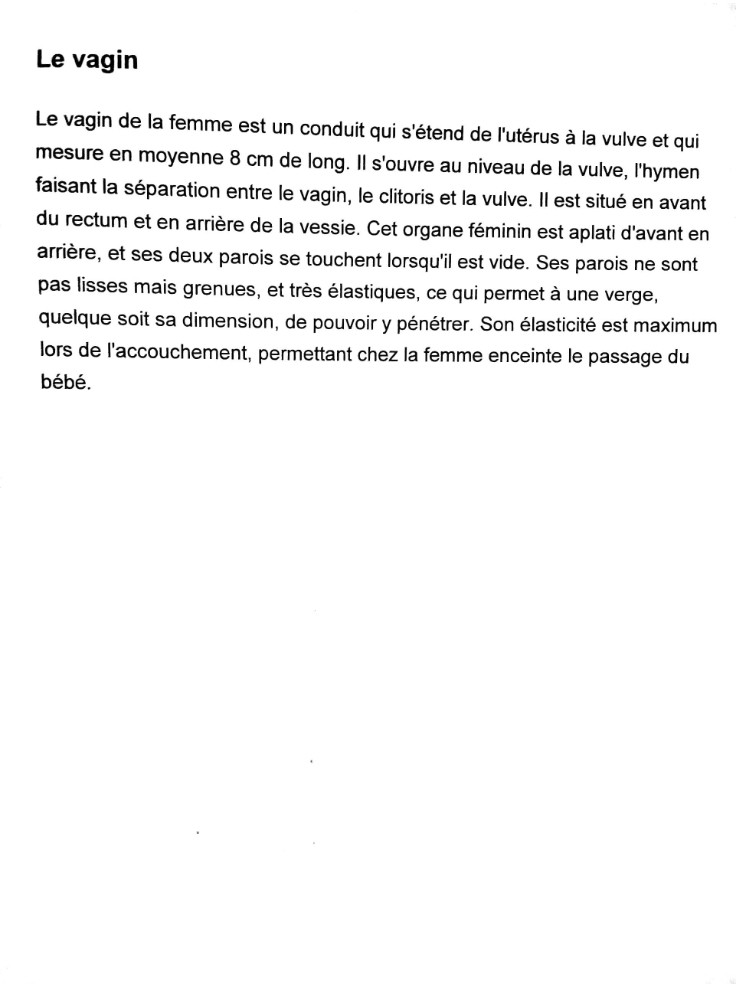 Le vagin
Le vagin de la femme est un conduit qui s'étend de l'utérus à la vulve et qui
mesure en moyenne 8 cm de long. Il s'ouvre au niveau de la vulve, l'hymen
faisant la séparation entre le vagin, le clitoris et la vulve. Il est situé en avant
du rectum et en arrière de la vessie. Cet organe féminin est aplati d'avant en
arrière, et ses deux parois se touchent lorsqu'il est vide. Ses parois ne sont
pas lisses mais grenues, et très élastiques, ce qui permet à une verge,
quelque soit sa dimension, de pouvoir y pénétrer. Son élasticité est maximum
lors de l'accouchement, permettant chez la femme enceinte le passage du
bébé.